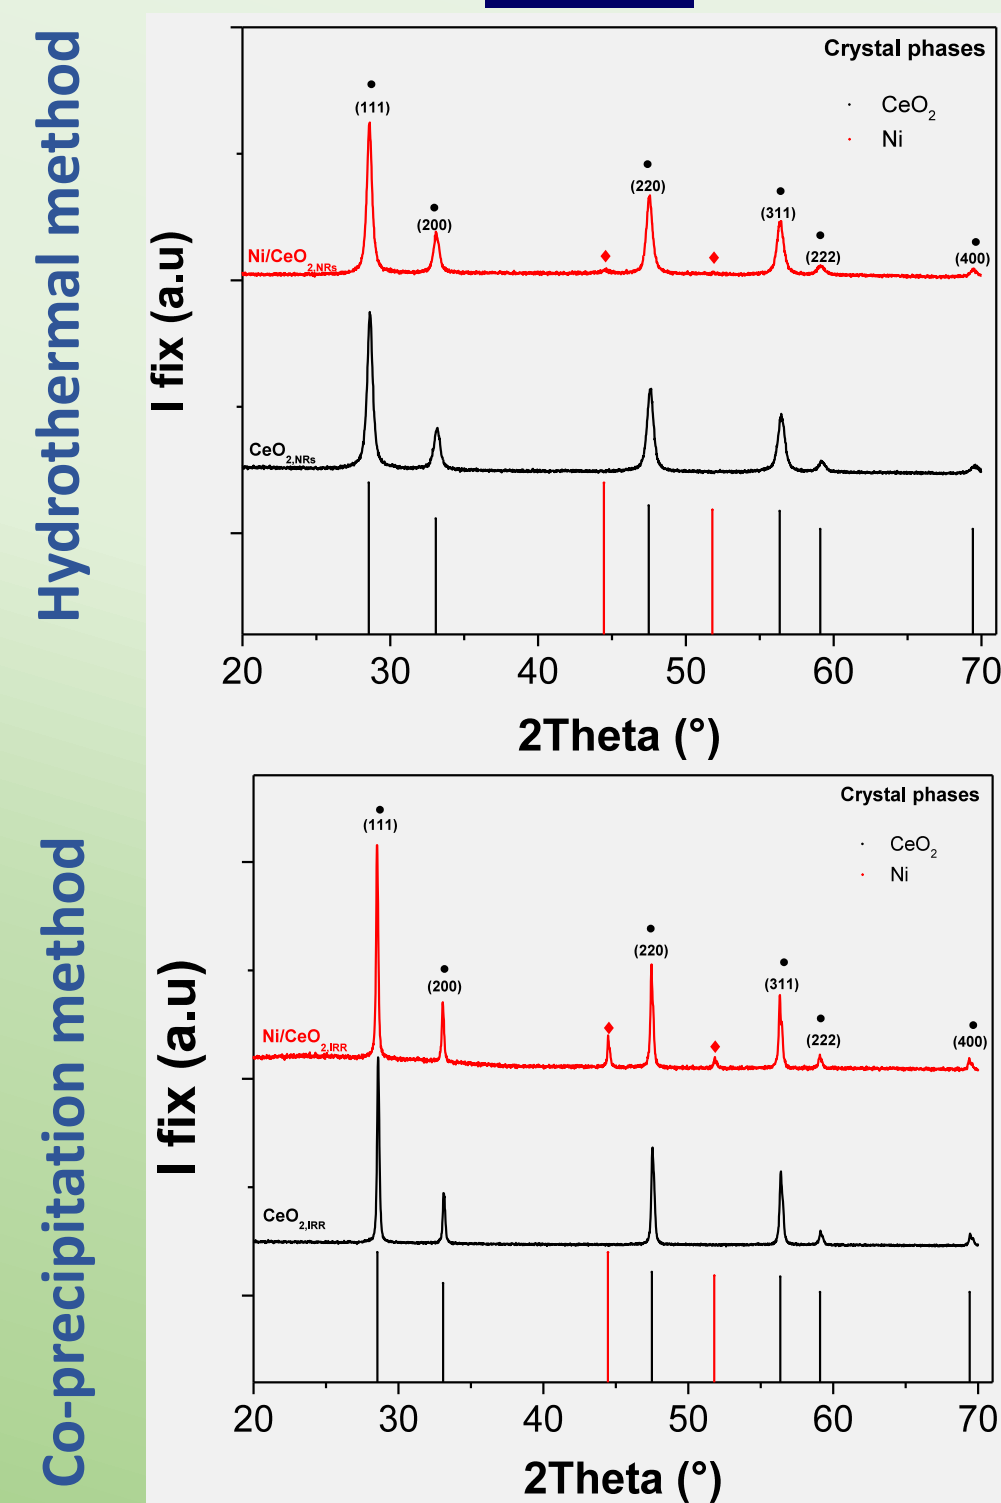 Hydrothermal method
Crystal phases
CeO2
Ni
(111)
(200)
(220)
(311)
(222)
(400)
Ni/CeO2,NRs
CeO2,NRs
I fix (a.u)
20 30 40 50 60 70
2Theta (°)
Co-precipitation method
Crystal phases
CeO2
Ni
(111)
(200)
(220)
(311)
(222)
(400)
Ni/CeO2,IRR
CeO2,IRR
I fix (a.u)
20 30 40 50 60 70
2Theta (°)